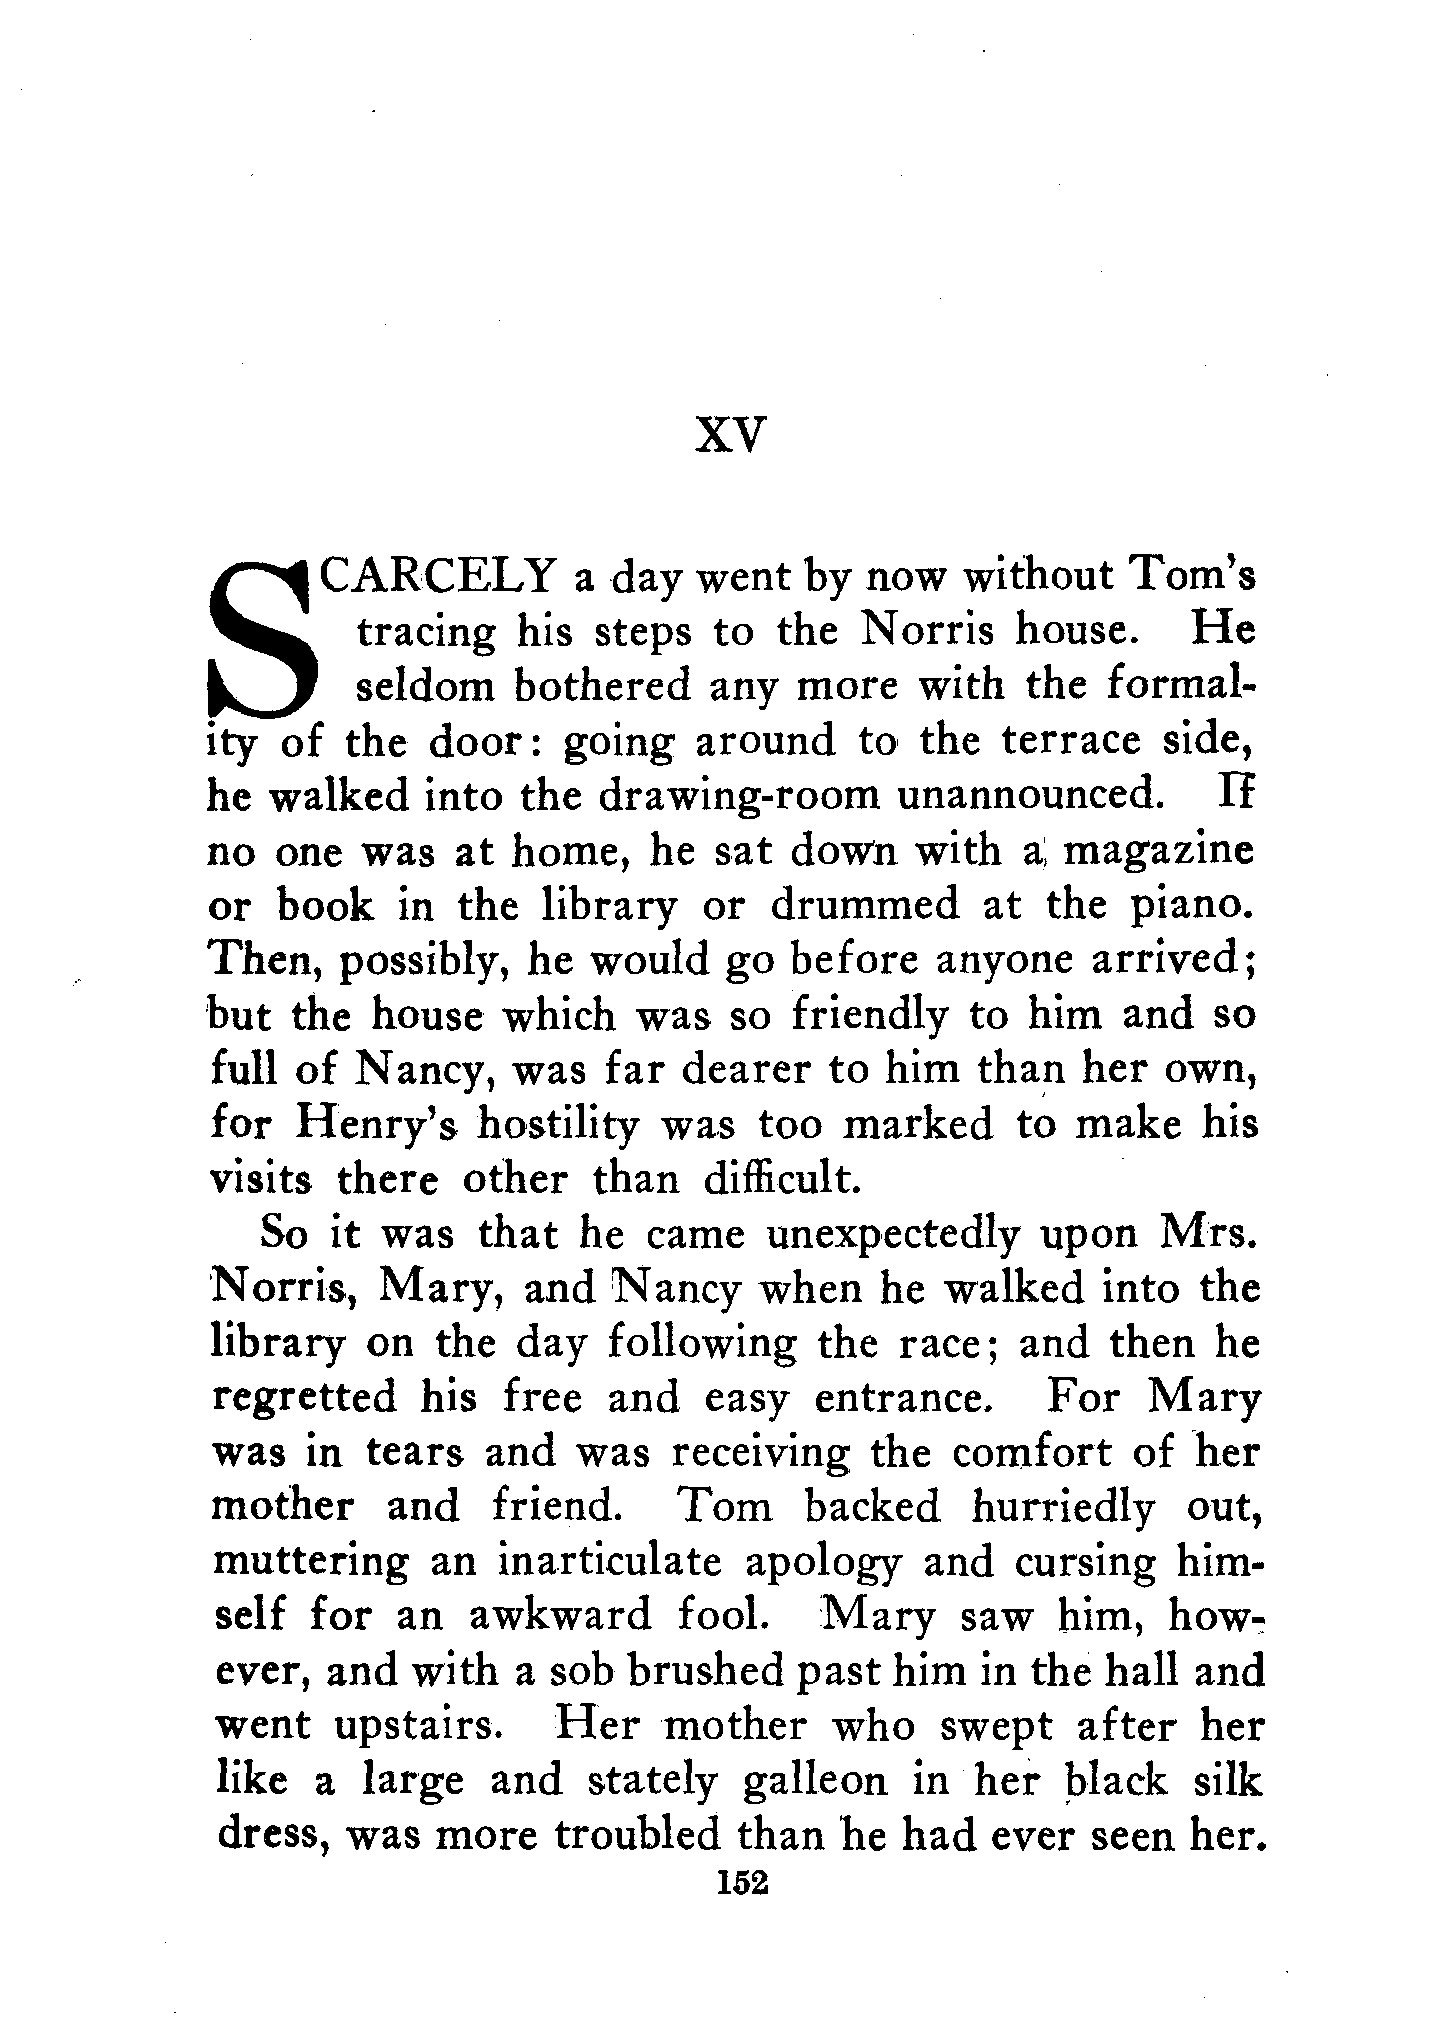 XV
SCARCELY a day went by now without Tom's
tracing his steps to the Norris house. He
seldom bothered any more with the formal-
ity of the door: going around to the terrace side,
he walked into the drawing-room unannounced. If
no one was at home, he sat down with a magazine
or book in the library or drummed at the piano.
Then, possibly, he would go before anyone arrived;
but the house which was so friendly to him and so
full of Nancy, was far dearer to him than her own,
for Henry's hostility was too marked to make his
visits there other than difficult.
So it was that he came unexpectedly upon Mrs.
Norris, Mary, and Nancy when he walked into the
library on the day following the race; and then he
regretted his free and easy entrance. For Mary
was in tears and was receiving the comfort of her
mother and friend. Tom backed hurriedly out,
muttering an inarticulate apology and cursing him-
self for an awkward fool. Mary saw him, how-
ever, and with a sob brushed past him in the hall and
went upstairs. Her mother who swept after her
like a large and stately galleon in her black silk
dress, was more troubled than he had ever seen her.
152